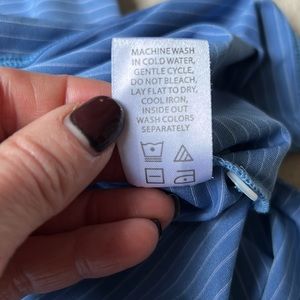 MACHINE WASH
IN COLD WATER,
GENTLE CYCLE,
DO NOT BLEACH,
LAY FLAT TO DRY,
COOL IRON,
INSIDE OUT
WASH COLORS
SEPARATELY